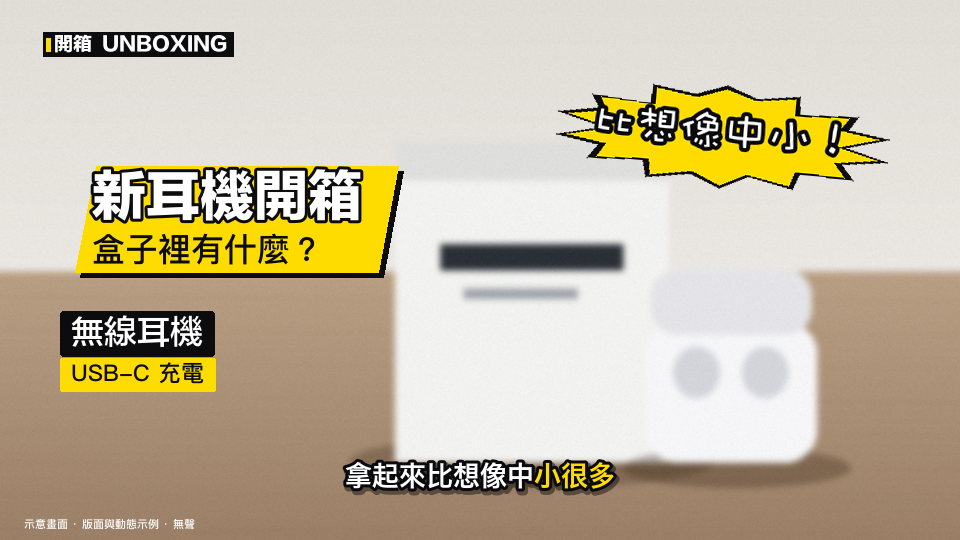 開箱 UNBOXING
比想像中小！
新耳機開箱
盒子裡有什麼？
無線耳機
USB-C 充電
拿起來比想像中小很多
示意畫面 · 版面與動態示例 · 無聲